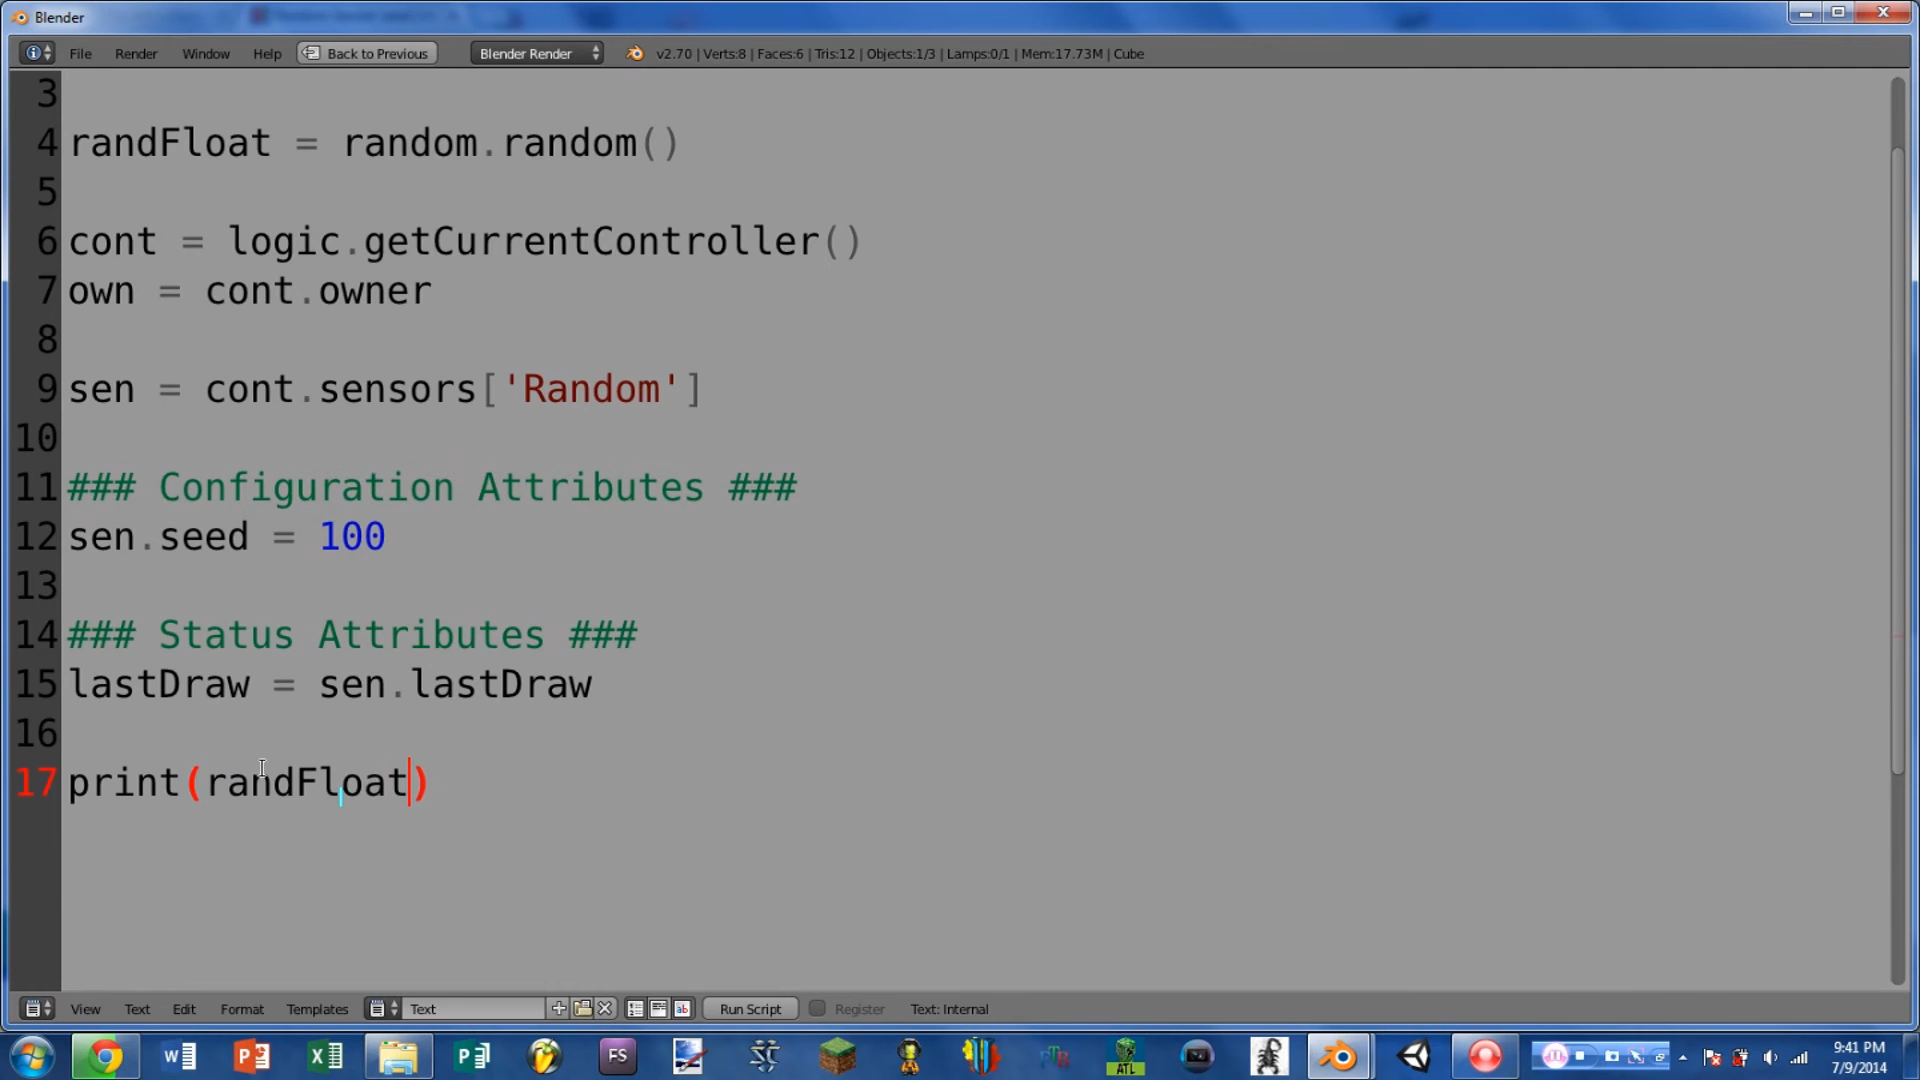 Blender
File Render Window Help Back to Previous Blender Render v2.70 | Verts:8 | Faces:6 | Tris:12 | Objects:1/3 | Lamps:0/1 | Mem:17.73M | Cube
3
4 randFloat = random.random()
5
6 cont = logic.getCurrentController()
7 own = cont.owner
8
9 sen = cont.sensors['Random']
10
11 ### Configuration Attributes ###
12 sen.seed = 100
13
14 ### Status Attributes ###
15 lastDraw = sen.lastDraw
16
17 print(randFloat)
View Text Edit Format Templates Text Run Script Register Text: Internal
FS ATL
9:41 PM
7/9/2014